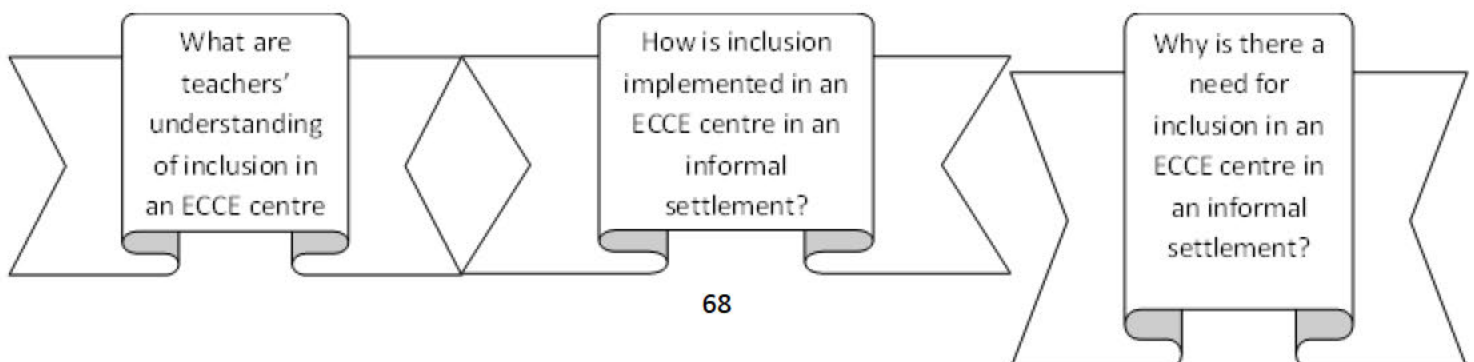 What are
teachers’
understanding
of inclusion in
an ECCE centre
How is inclusion
implemented in an
ECCE centre in an
informal
settlement?
Why is there a
need for
inclusion in an
ECCE centre in
an informal
settlement?
68